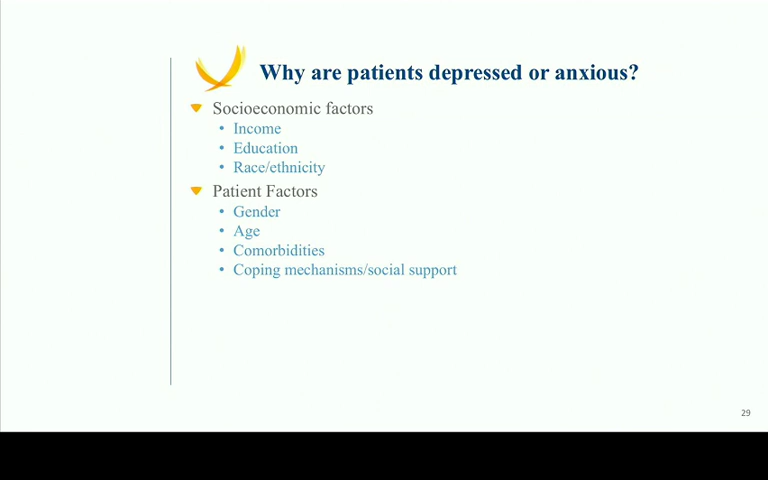 Why are patients depressed or anxious?
Socioeconomic factors
• Income
• Education
• Race/ethnicity
Patient Factors
• Gender
• Age
• Comorbidities
• Coping mechanisms/social support
29